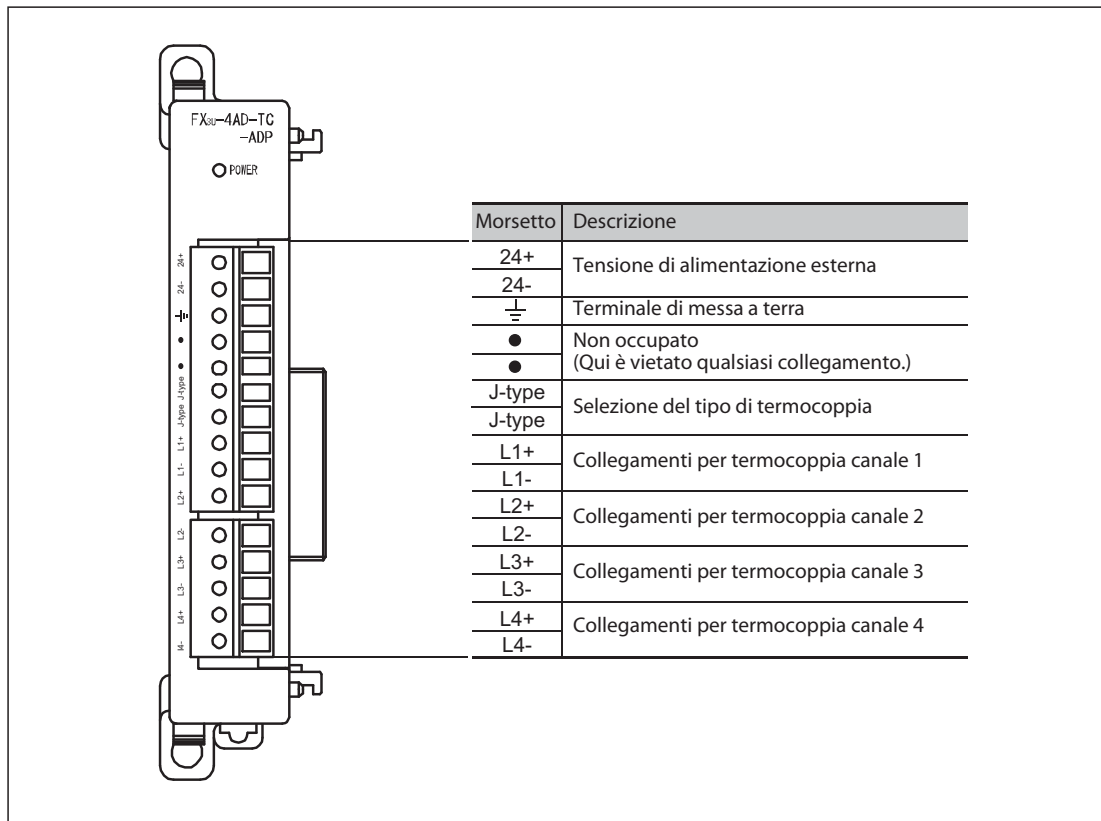 FX3U-4AD-TC
-ADP
POWER
24+
24-
⏚
●
●
J-type
J-type
L1+
L1-
L2+
L2-
L3+
L3-
L4+
I4-
Morsetto Descrizione
24+
24-
Tensione di alimentazione esterna
⏚ Terminale di messa a terra
●
●
Non occupato
(Qui è vietato qualsiasi collegamento.)
J-type
J-type
Selezione del tipo di termocoppia
L1+
L1-
Collegamenti per termocoppia canale 1
L2+
L2-
Collegamenti per termocoppia canale 2
L3+
L3-
Collegamenti per termocoppia canale 3
L4+
L4-
Collegamenti per termocoppia canale 4